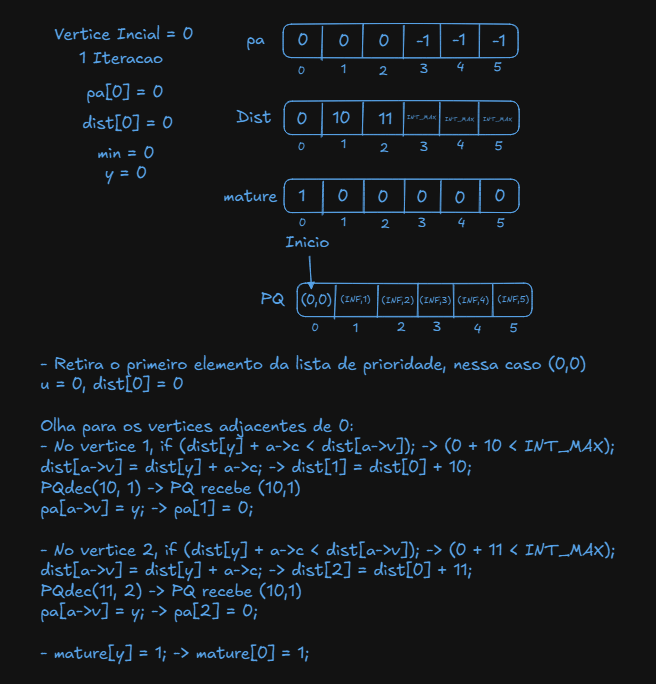 Vertice Incial = 0
1 Iteracao
pa[0] = 0
dist[0] = 0
min = 0
y = 0
pa 0 0 0 -1 -1 -1
0 1 2 3 4 5
Dist 0 10 11 INT_MAX INT_MAX INT_MAX
0 1 2 3 4 5
mature 1 0 0 0 0 0
0 1 2 3 4 5
Inicio
PQ (0,0) (INF,1) (INF,2) (INF,3) (INF,4) (INF,5)
0 1 2 3 4 5
- Retira o primeiro elemento da lista de prioridade, nessa caso (0,0)
u = 0, dist[0] = 0
Olha para os vertices adjacentes de 0:
- No vertice 1, if (dist[y] + a->c < dist[a->v]); -> (0 + 10 < INT_MAX);
dist[a->v] = dist[y] + a->c; -> dist[1] = dist[0] + 10;
PQdec(10, 1) -> PQ recebe (10,1)
pa[a->v] = y; -> pa[1] = 0;
- No vertice 2, if (dist[y] + a->c < dist[a->v]); -> (0 + 11 < INT_MAX);
dist[a->v] = dist[y] + a->c; -> dist[2] = dist[0] + 11;
PQdec(11, 2) -> PQ recebe (10,1)
pa[a->v] = y; -> pa[2] = 0;
- mature[y] = 1; -> mature[0] = 1;